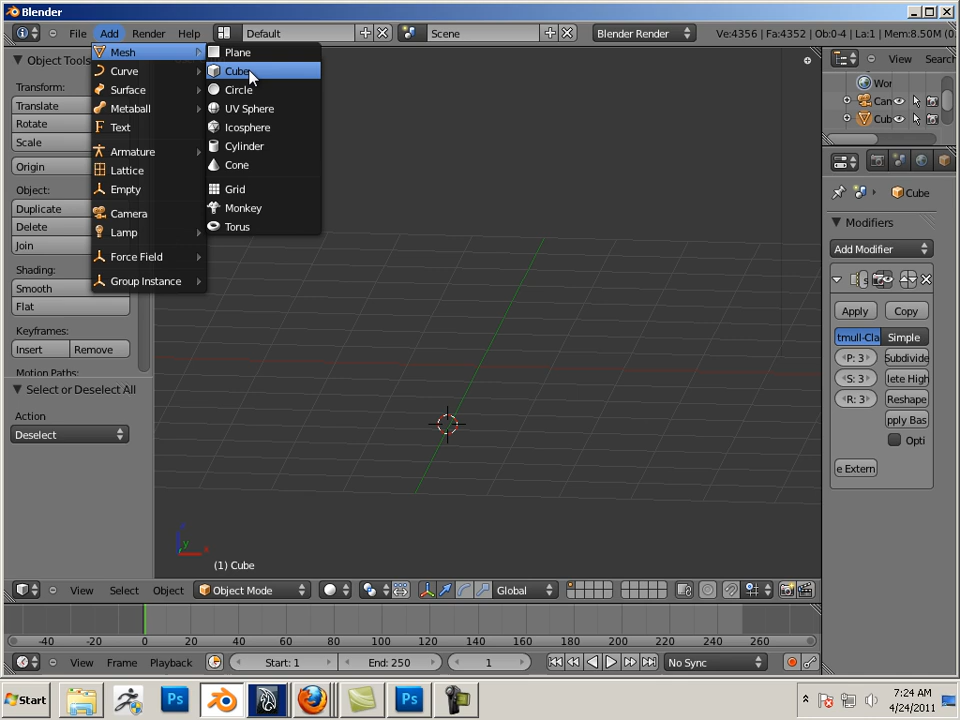 Blender
File Add Render Help Default Scene Blender Render Ve:4356 | Fa:4352 | Ob:0-4 | La:1 | Mem:8.50M (0
Object Tools
Transform:
Translate
Rotate
Scale
Origin
Object:
Duplicate
Delete
Join
Shading:
Smooth
Flat
Keyframes:
Insert Remove
Motion Paths:
Select or Deselect All
Action
Deselect
Mesh
Curve
Surface
Metaball
Text
Armature
Lattice
Empty
Camera
Lamp
Force Field
Group Instance
Plane
Cube
Circle
UV Sphere
Icosphere
Cylinder
Cone
Grid
Monkey
Torus
(1) Cube
View Select Object Object Mode Global
View Search
Wor
Can
Cub
Cube
Modifiers
Add Modifier
Apply Copy
tmull-Cla Simple
P: 3 Subdivide
S: 3 lete High
R: 3 Reshape
pply Bas
Opti
e Extern
-40 -20 0 20 40 60 80 100 120 140 160 180 200 220 240 260
View Frame Playback Start: 1 End: 250 1 No Sync
Start 7:24 AM
4/24/2011